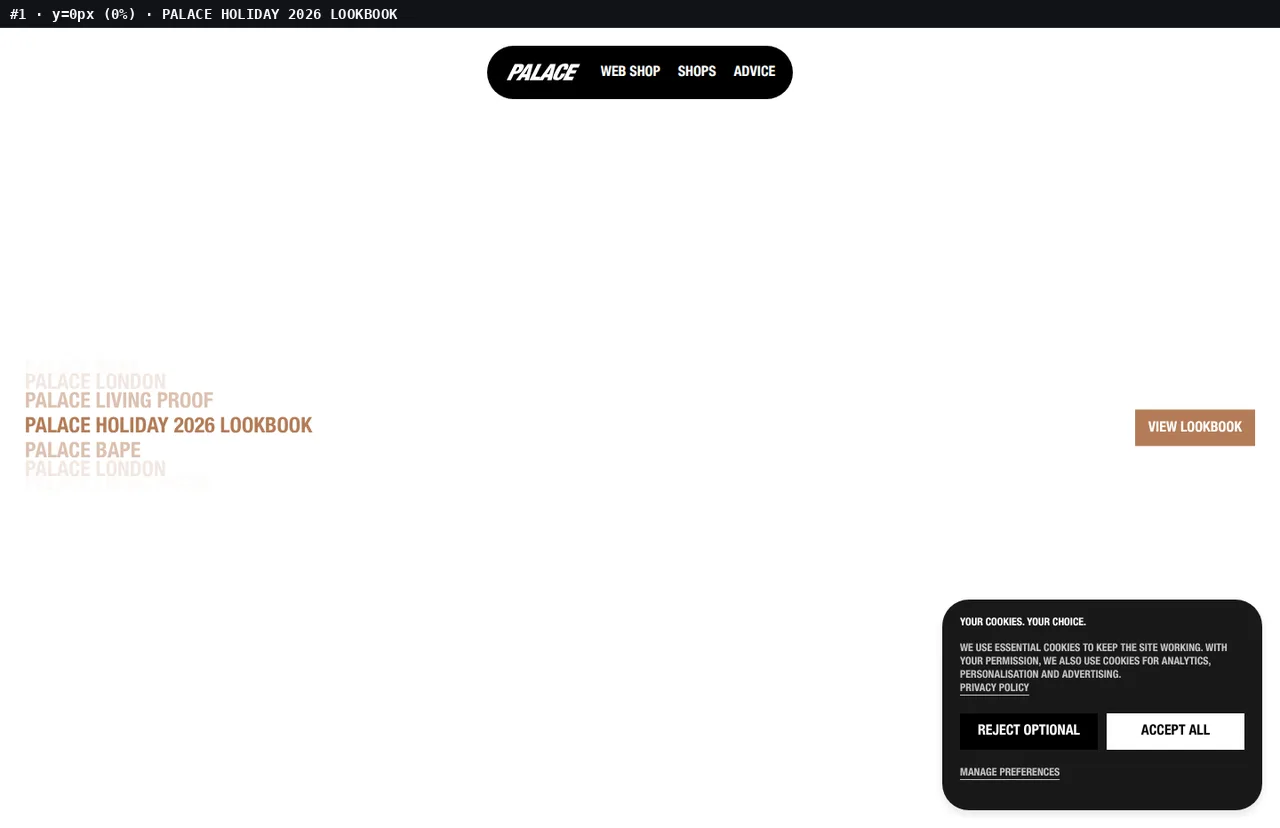 #1 · y=0px (0%) · PALACE HOLIDAY 2026 LOOKBOOK
PALACE WEB SHOP SHOPS ADVICE
PALACE LONDON
PALACE LIVING PROOF
PALACE HOLIDAY 2026 LOOKBOOK
VIEW LOOKBOOK
PALACE BAPE
PALACE LONDON
YOUR COOKIES. YOUR CHOICE.
WE USE ESSENTIAL COOKIES TO KEEP THE SITE WORKING. WITH
YOUR PERMISSION, WE ALSO USE COOKIES FOR ANALYTICS,
PERSONALISATION AND ADVERTISING.
PRIVACY POLICY
REJECT OPTIONAL ACCEPT ALL
MANAGE PREFERENCES